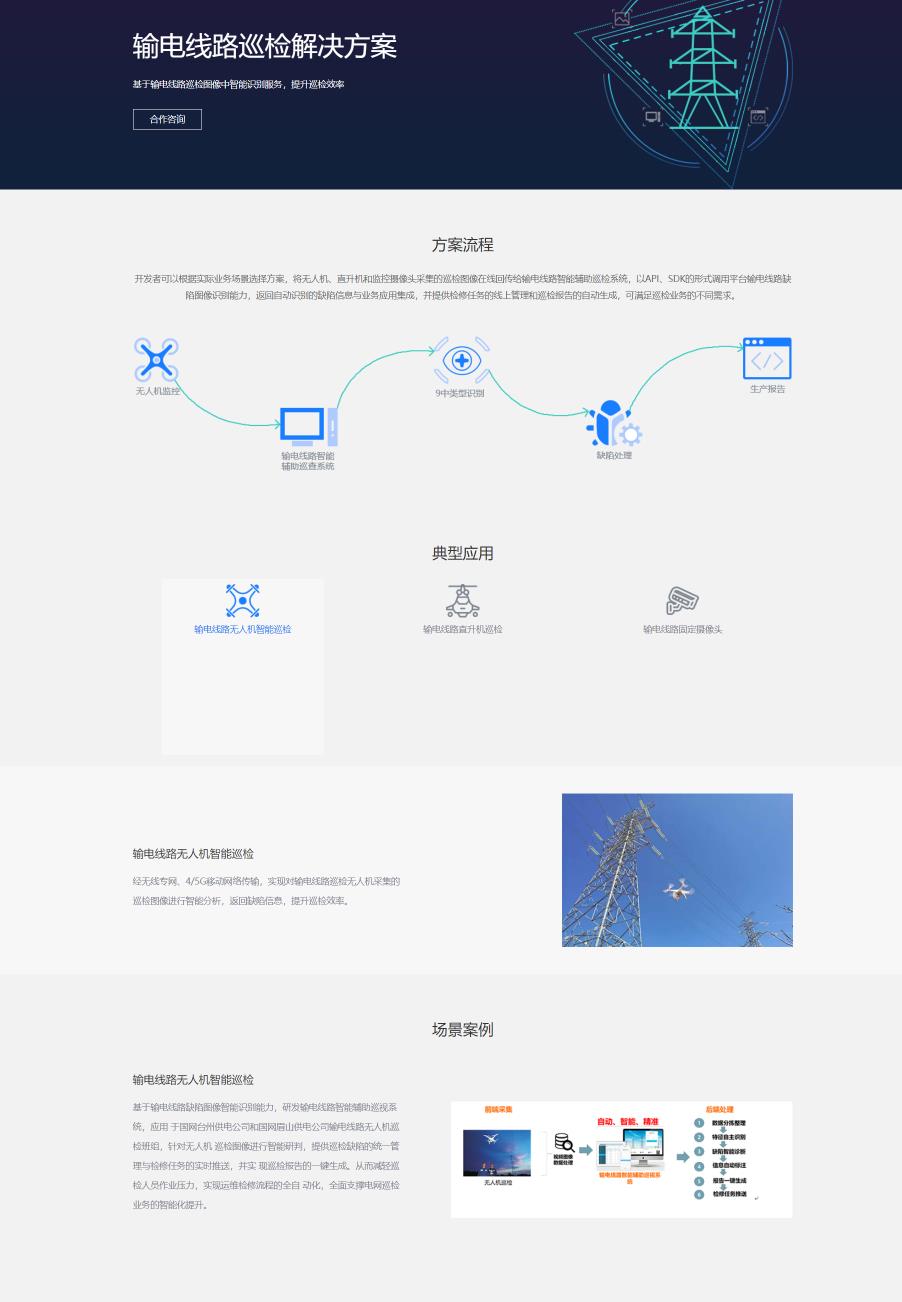 输电线路巡检解决方案
基于输电线路巡检图像中智能识别服务，提升巡检效率
合作咨询
方案流程
开发者可以根据实际业务场景选择方案，将无人机、直升机和监控摄像头采集的巡检图像在线回传给输电线路智能辅助巡检系统，以API、SDK的形式调用平台输电线路缺
陷图像识别能力，返回自动识别的缺陷信息与业务应用集成，并提供检修任务的线上管理和巡检报告的自动生成，可满足巡检业务的不同需求。
无人机监控
9中类型识别
生产报告
输电线路智能
辅助巡查系统
缺陷处理
典型应用
输电线路无人机智能巡检
输电线路直升机巡检
输电线路固定摄像头
输电线路无人机智能巡检
经无线专网、4/5G移动网络传输，实现对输电线路巡检无人机采集的
巡检图像进行智能分析，返回缺陷信息，提升巡检效率。
场景案例
输电线路无人机智能巡检
基于输电线路缺陷图像智能识别能力，研发输电线路智能辅助巡视系
统，应用 于国网台州供电公司和国网眉山供电公司输电线路无人机巡
检班组，针对无人机 巡检图像进行智能研判，提供巡检缺陷的统一管
理与检修任务的实时推送，并实 现巡检报告的一键生成。从而减轻巡
检人员作业压力，实现运维检修流程的全自 动化，全面支撑电网巡检
业务的智能化提升。
前端采集
无人机巡检
视频图像
数据处理
自动、智能、精准
输电线路智能辅助巡视系
统
后端处理
1 数据分拣整理
2 特征自主识别
3 缺陷智能诊断
4 信息自动标注
5 报告一键生成
6 检修任务推送